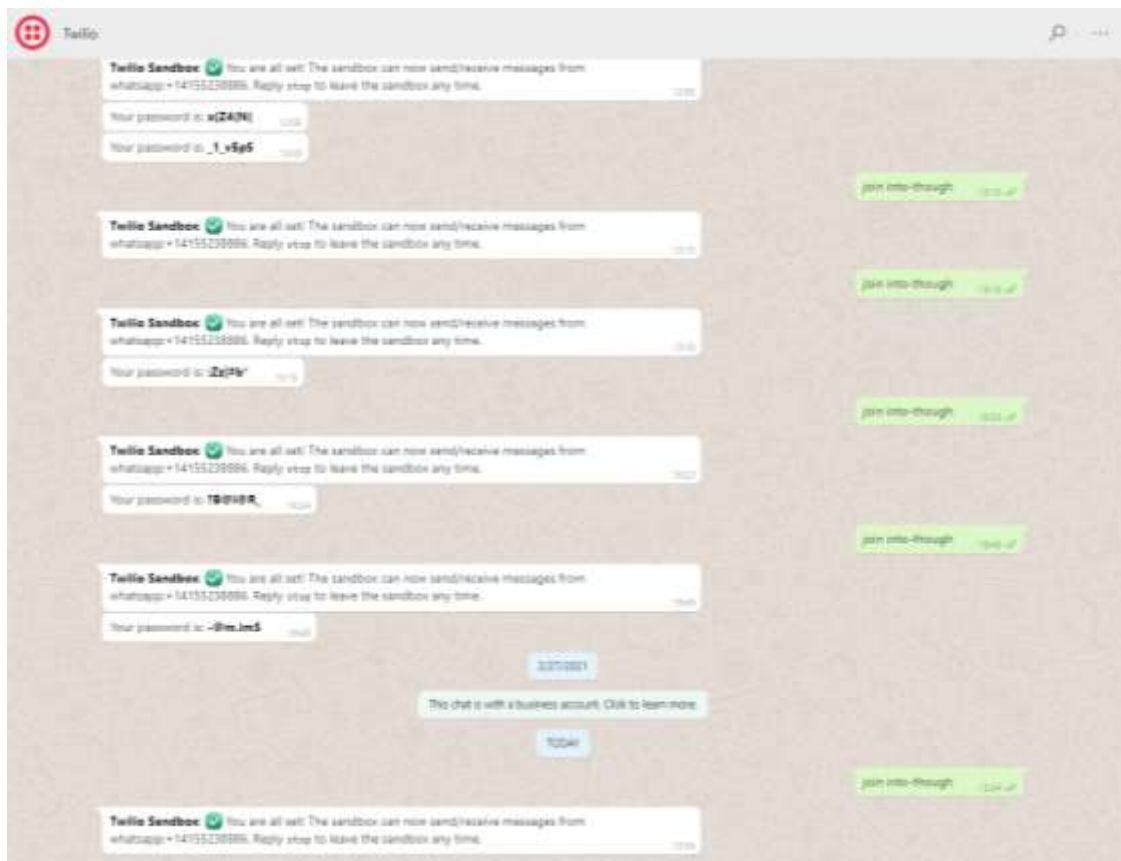 Twilio
Twilio Sandbox: ✅ You are all set! The sandbox can now send/receive messages from
whatsapp:+14155238886. Reply stop to leave the sandbox any time.
Your password is:
Your password is: _1_v5p5
join into-though
Twilio Sandbox: ✅ You are all set! The sandbox can now send/receive messages from
whatsapp:+14155238886. Reply stop to leave the sandbox any time.
join into-though
Twilio Sandbox: ✅ You are all set! The sandbox can now send/receive messages from
whatsapp:+14155238886. Reply stop to leave the sandbox any time.
Your password is:
join into-though
Twilio Sandbox: ✅ You are all set! The sandbox can now send/receive messages from
whatsapp:+14155238886. Reply stop to leave the sandbox any time.
Your password is:
join into-though
Twilio Sandbox: ✅ You are all set! The sandbox can now send/receive messages from
whatsapp:+14155238886. Reply stop to leave the sandbox any time.
Your password is:
2/27/2021
This chat is with a business account. Click to learn more.
TODAY
join into-though
Twilio Sandbox: ✅ You are all set! The sandbox can now send/receive messages from
whatsapp:+14155238886. Reply stop to leave the sandbox any time.